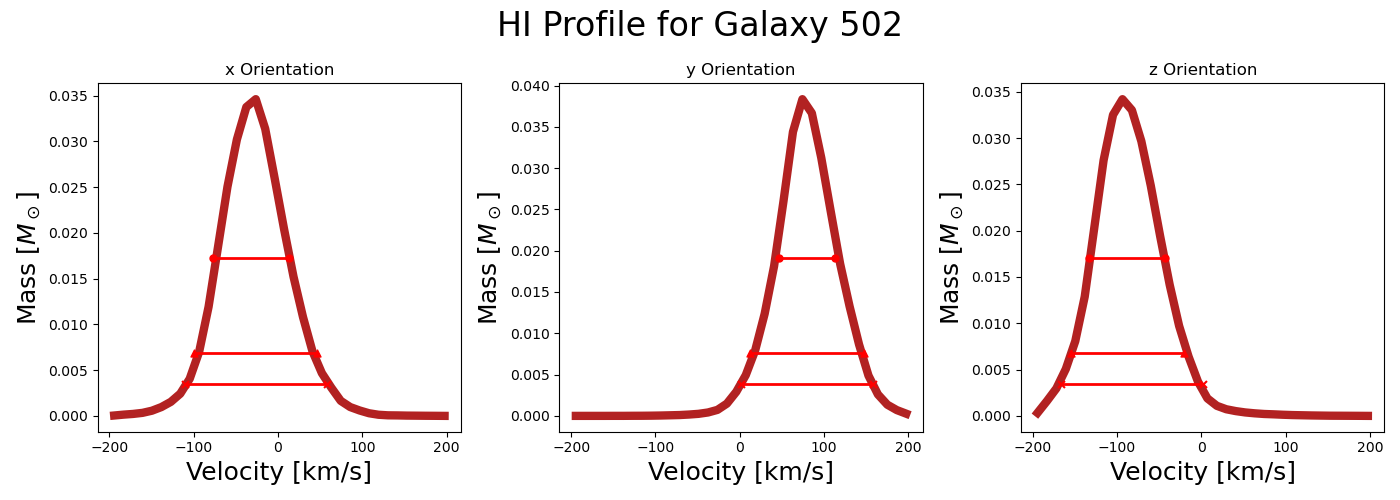 HI Profile for Galaxy 502
x Orientation
y Orientation
z Orientation
Mass [M⊙]
0.035
0.030
0.025
0.020
0.015
0.010
0.005
0.000
−200 −100 0 100 200
Velocity [km/s]
Mass [M⊙]
0.040
0.035
0.030
0.025
0.020
0.015
0.010
0.005
0.000
−200 −100 0 100 200
Velocity [km/s]
Mass [M⊙]
0.035
0.030
0.025
0.020
0.015
0.010
0.005
0.000
−200 −100 0 100 200
Velocity [km/s]